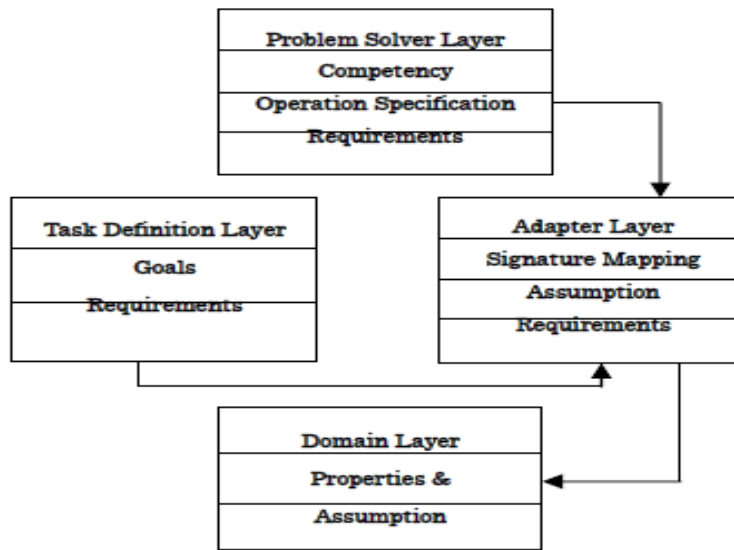 Problem Solver Layer
Competency
Operation Specification
Requirements
Task Definition Layer
Goals
Requirements
Adapter Layer
Signature Mapping
Assumption
Requirements
Domain Layer
Properties &
Assumption